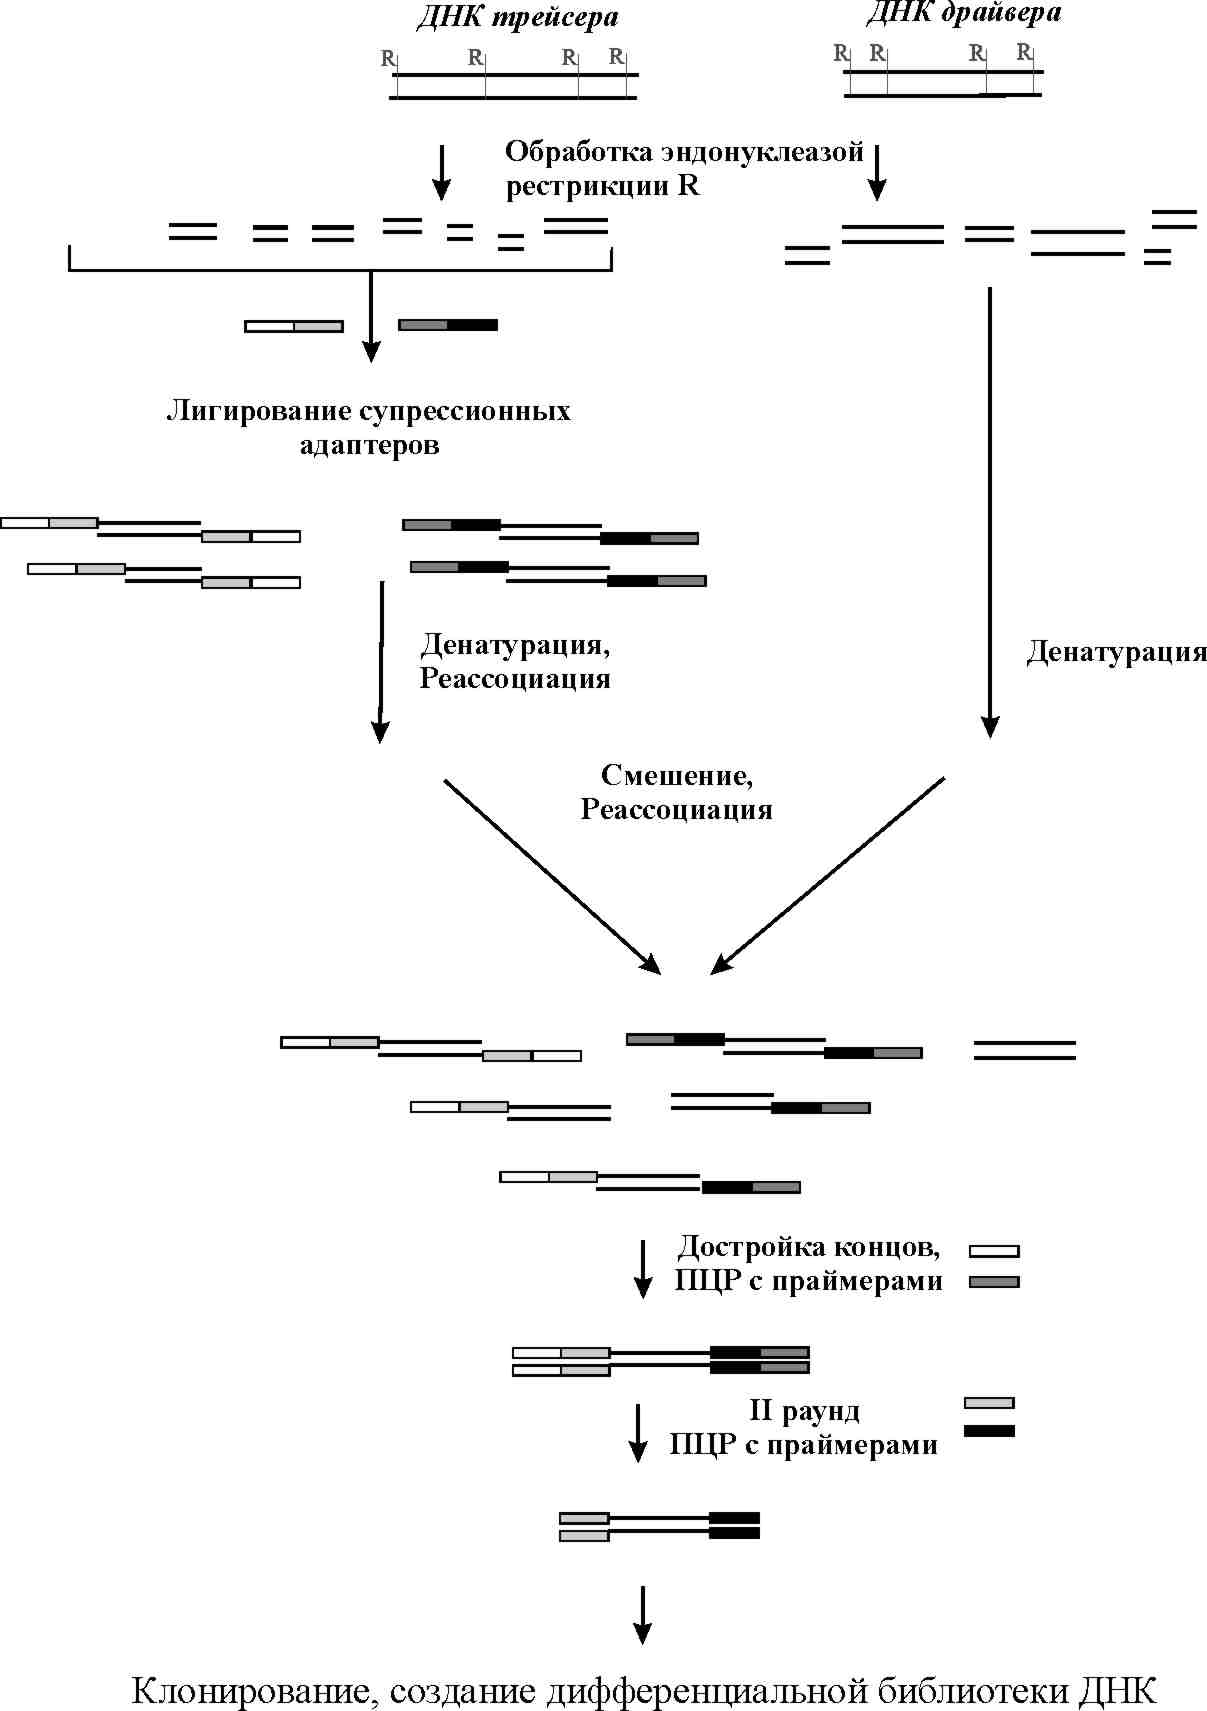 ДНК трейсера
ДНК драйвера
R R R R
R R R R
Обработка эндонуклеазой
рестрикции R
Лигирование супрессионных
адаптеров
Денатурация,
Реассоциация
Денатурация
Смешение,
Реассоциация
Достройка концов,
ПЦР с праймерами
II раунд
ПЦР с праймерами
Клонирование, создание дифференциальной библиотеки ДНК